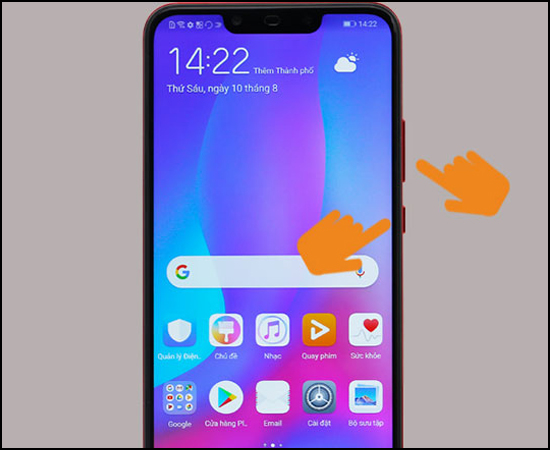 14:22
14:22 Thêm Thành phố
Thứ Sáu, ngày 10 tháng 8
G
Quản lý Điện... Chủ đề Nhạc Quay phim Sức khỏe
Google Cửa hàng Pl... Email Cài đặt Bộ sưu tập